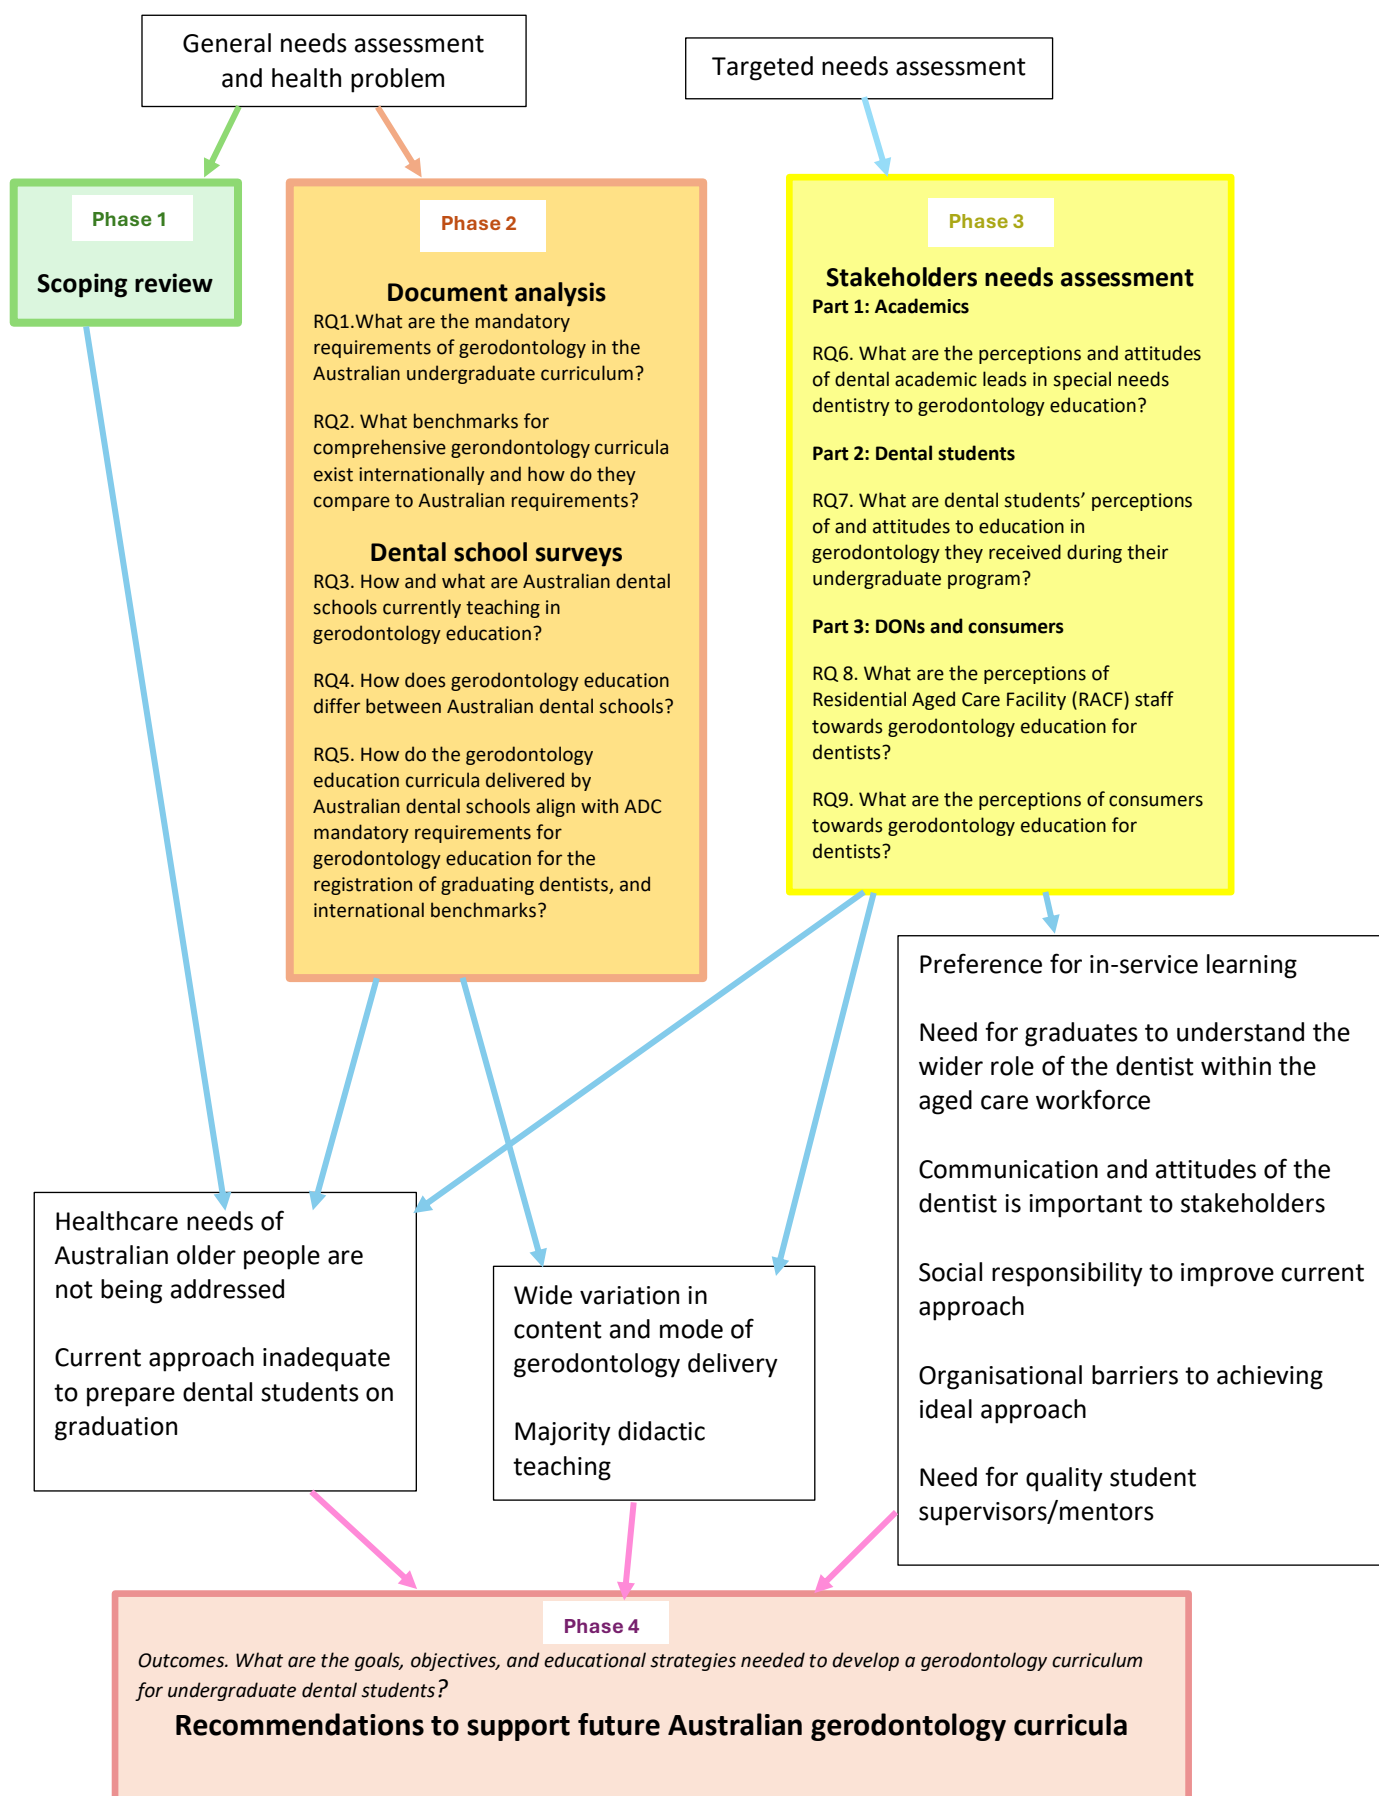 General needs assessment
and health problem
Targeted needs assessment
Phase 1
Scoping review
Phase 2
Document analysis
RQ1.What are the mandatory
requirements of gerodontology in the
Australian undergraduate curriculum?
RQ2. What benchmarks for
comprehensive gerondontology curricula
exist internationally and how do they
compare to Australian requirements?
Dental school surveys
RQ3. How and what are Australian dental
schools currently teaching in
gerodontology education?
RQ4. How does gerodontology education
differ between Australian dental schools?
RQ5. How do the gerodontology
education curricula delivered by
Australian dental schools align with ADC
mandatory requirements for
gerodontology education for the
registration of graduating dentists, and
international benchmarks?
Phase 3
Stakeholders needs assessment
Part 1: Academics
RQ6. What are the perceptions and attitudes
of dental academic leads in special needs
dentistry to gerodontology education?
Part 2: Dental students
RQ7. What are dental students’ perceptions
of and attitudes to education in
gerodontology they received during their
undergraduate program?
Part 3: DONs and consumers
RQ 8. What are the perceptions of
Residential Aged Care Facility (RACF) staff
towards gerodontology education for
dentists?
RQ9. What are the perceptions of consumers
towards gerodontology education for
dentists?
Healthcare needs of
Australian older people are
not being addressed
Current approach inadequate
to prepare dental students on
graduation
Wide variation in
content and mode of
gerodontology delivery
Majority didactic
teaching
Preference for in-service learning
Need for graduates to understand the
wider role of the dentist within the
aged care workforce
Communication and attitudes of the
dentist is important to stakeholders
Social responsibility to improve current
approach
Organisational barriers to achieving
ideal approach
Need for quality student
supervisors/mentors
Phase 4
Outcomes. What are the goals, objectives, and educational strategies needed to develop a gerodontology curriculum
for undergraduate dental students?
Recommendations to support future Australian gerodontology curricula